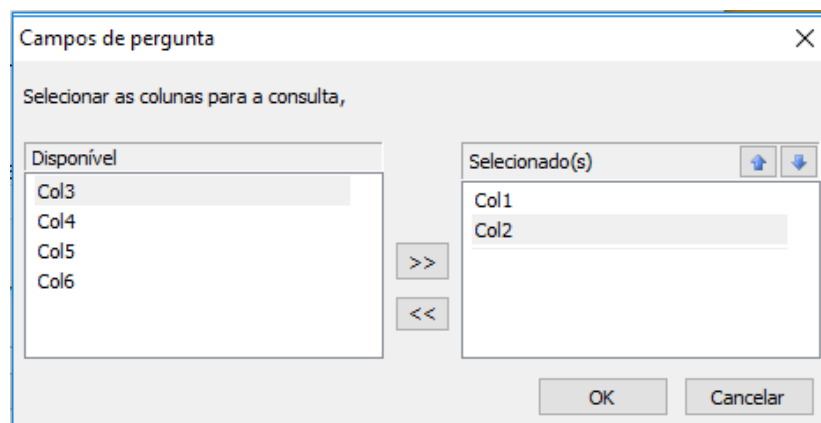 Campos de pergunta
Selecionar as colunas para a consulta,
Disponível
Col3
Col4
Col5
Col6
>>
<<
Selecionado(s)
Col1
Col2
OK
Cancelar